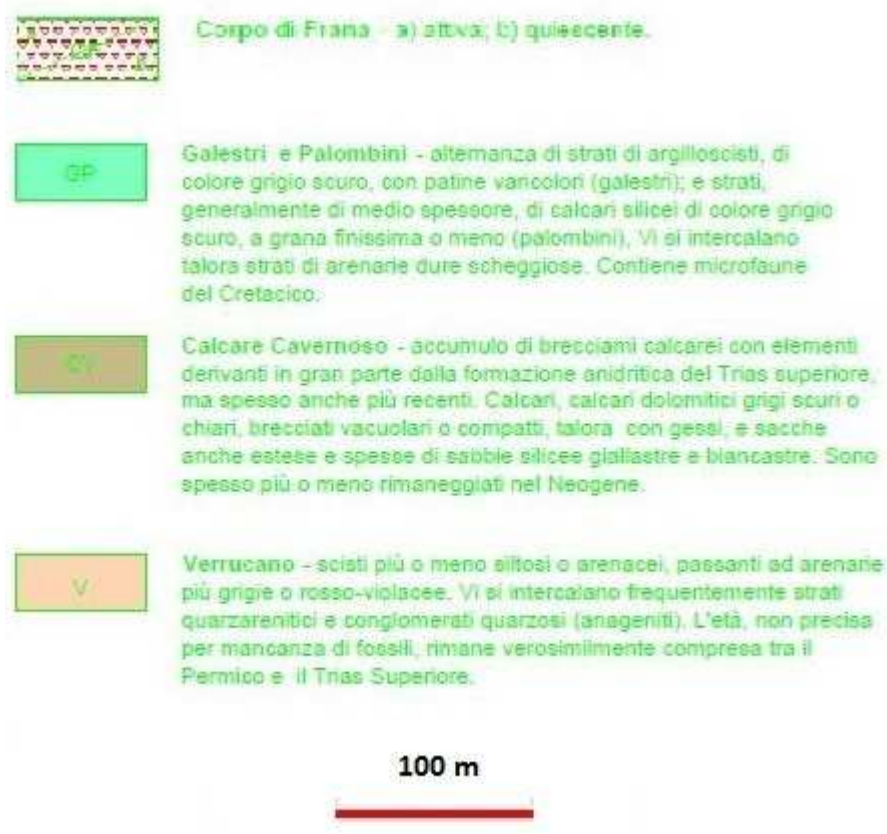 Corpo di Frana - a) attiva; b) quiescente.
GP
Galestri e Palombini - alternanza di strati di argilloscisti, di
colore grigio scuro, con patine varicolori (galestri); e strati,
generalmente di medio spessore, di calcari silicei di colore grigio
scuro, a grana finissima o meno (palombini), Vi si intercalano
talora strati di arenarie dure scheggiose. Contiene microfaune
del Cretacico.
Calcare Cavernoso - accumulo di brecciami calcarei con elementi
derivanti in gran parte dalla formazione anidritica del Trias superiore,
ma spesso anche più recenti. Calcari, calcari dolomitici grigi scuri o
chiari, brecciati vacuolari o compatti, talora con gessi, e sacche
anche estese e spesse di sabbie silicee giallastre e biancastre. Sono
spesso più o meno rimaneggiati nel Neogene.
V
Verrucano - scisti più o meno siltosi o arenacei, passanti ad arenarie
più grigie o rosso-violacee. Vi si intercalano frequentemente strati
quarzarenitici e conglomerati quarzosi (anageniti). L'età, non precisa
per mancanza di fossili, rimane verosimilmente compresa tra il
Permico e il Trias Superiore.
100 m